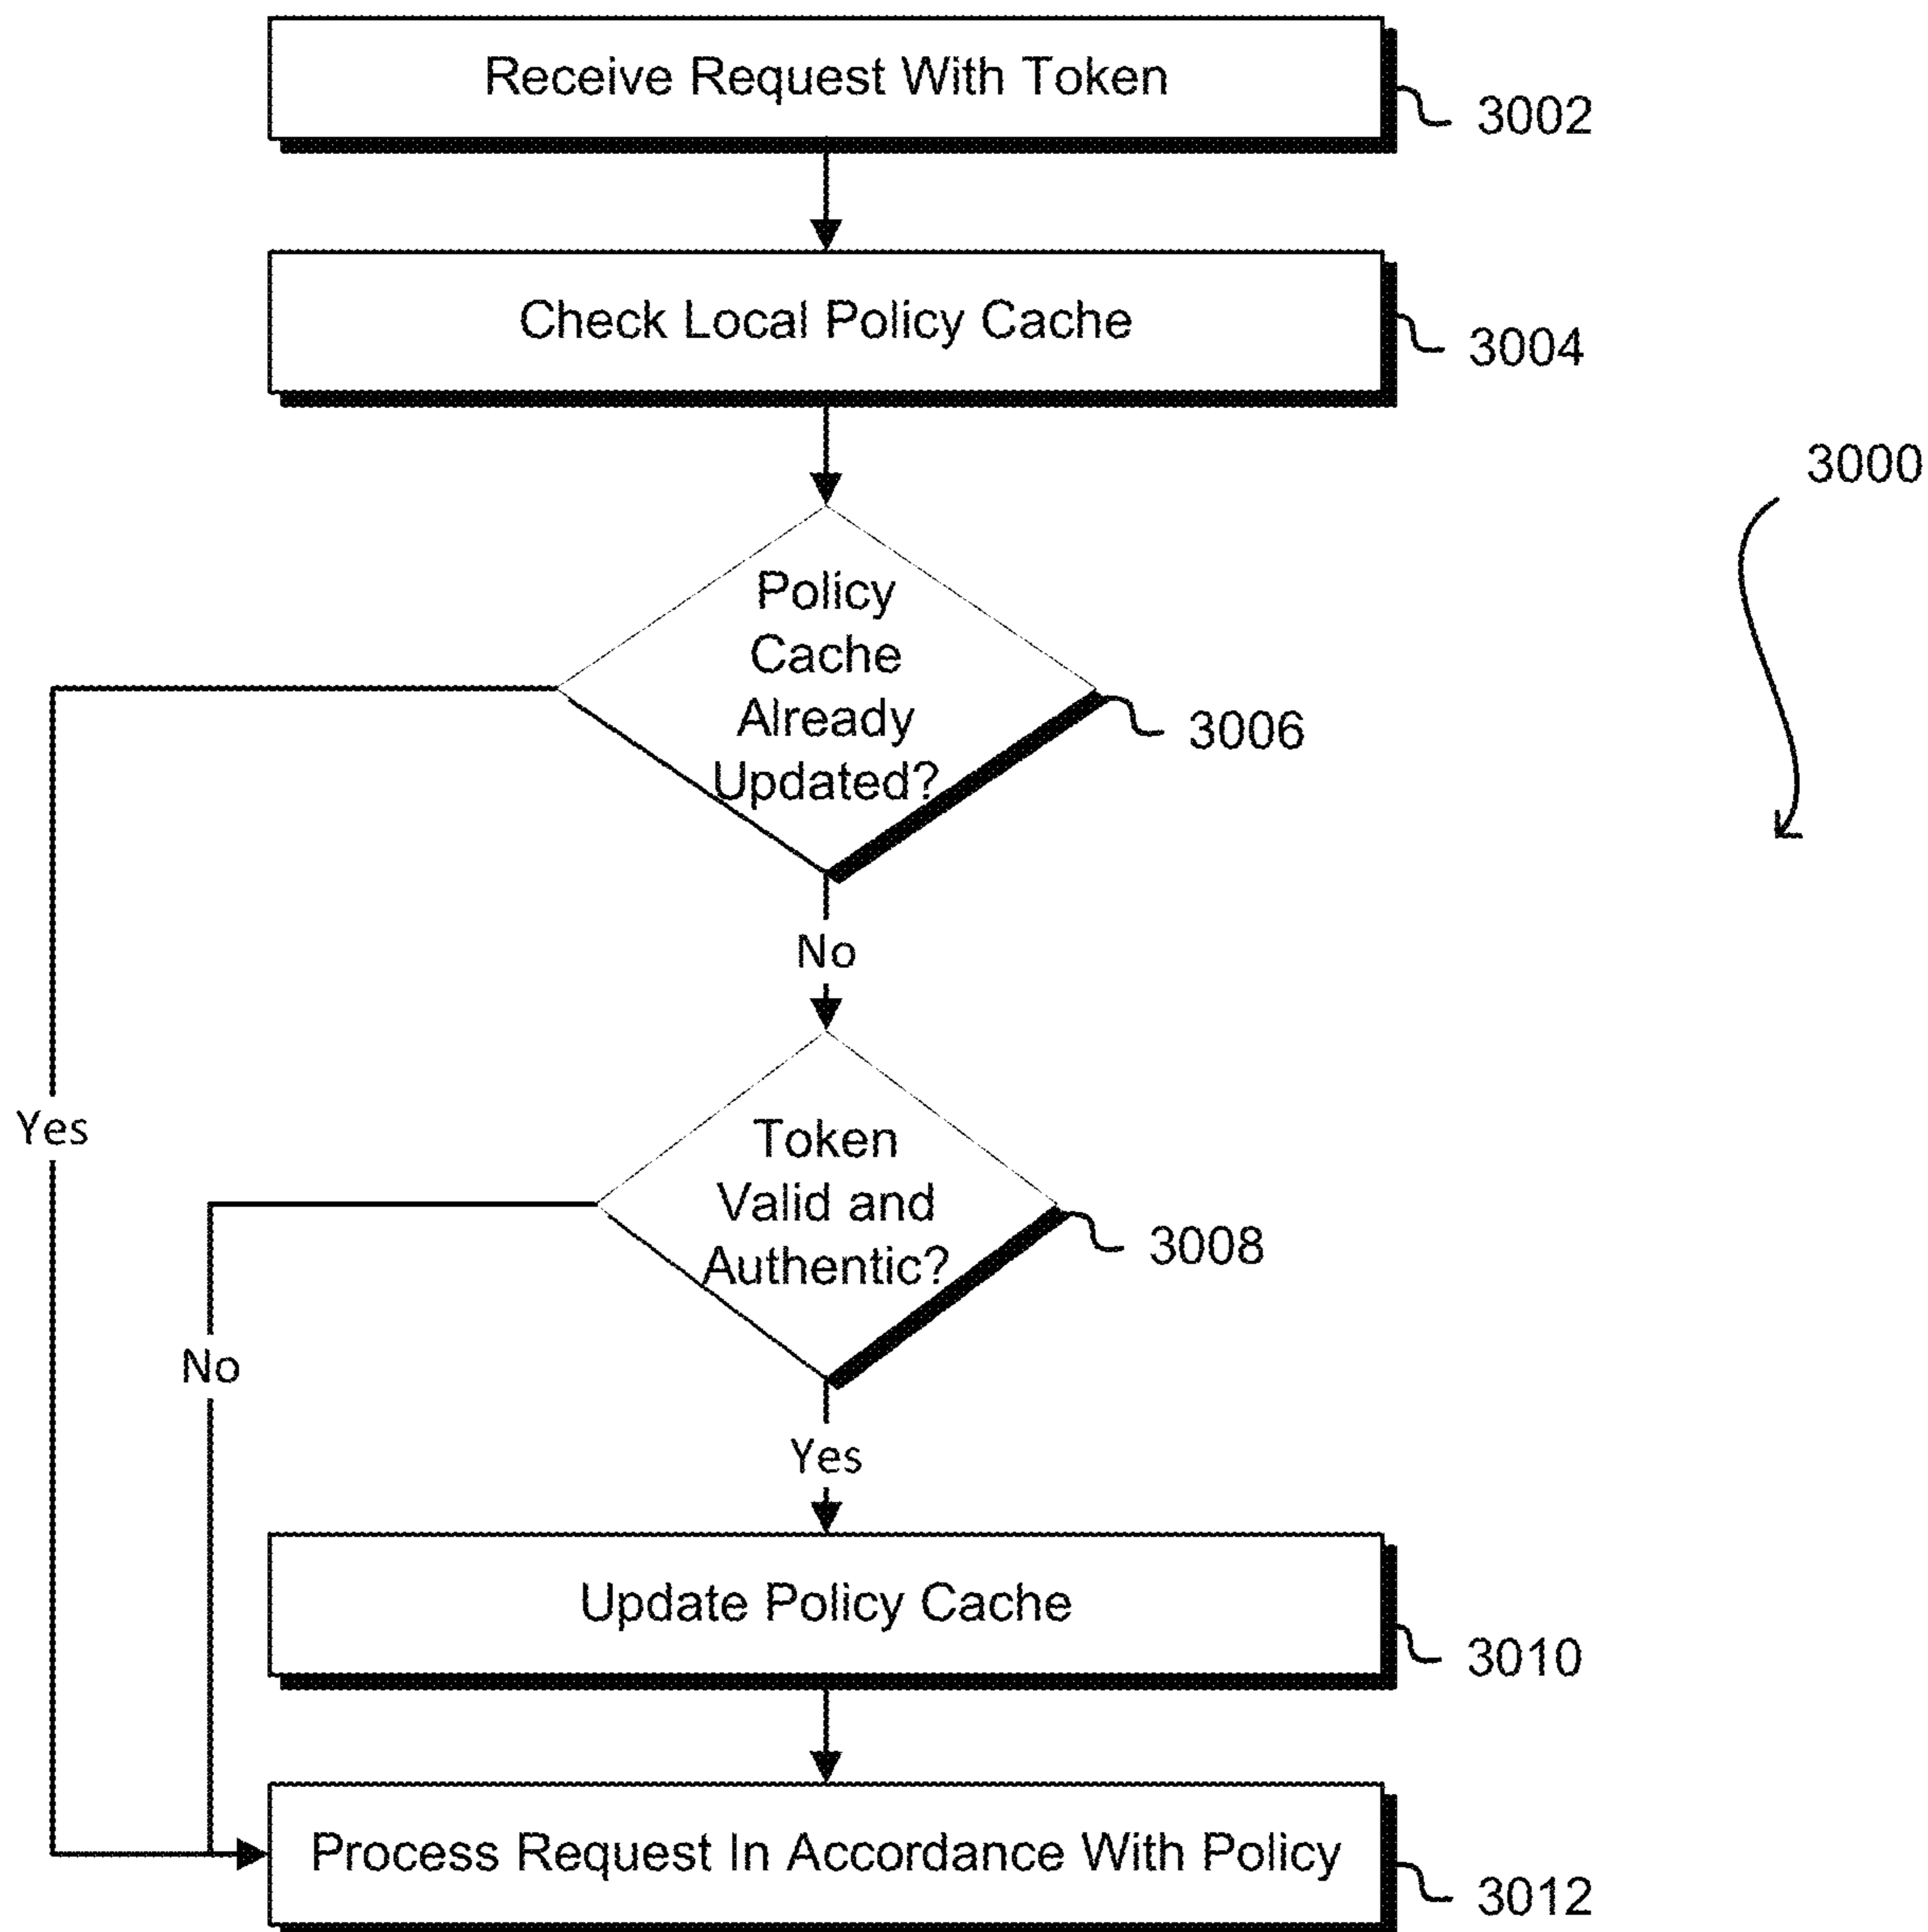 Receive Request With Token
3002
Check Local Policy Cache
3004
3000
Policy
Cache
Already
Updated?
3006
No
Yes
Token
Valid and
Authentic?
3008
No
Yes
Update Policy Cache
3010
Process Request In Accordance With Policy
3012